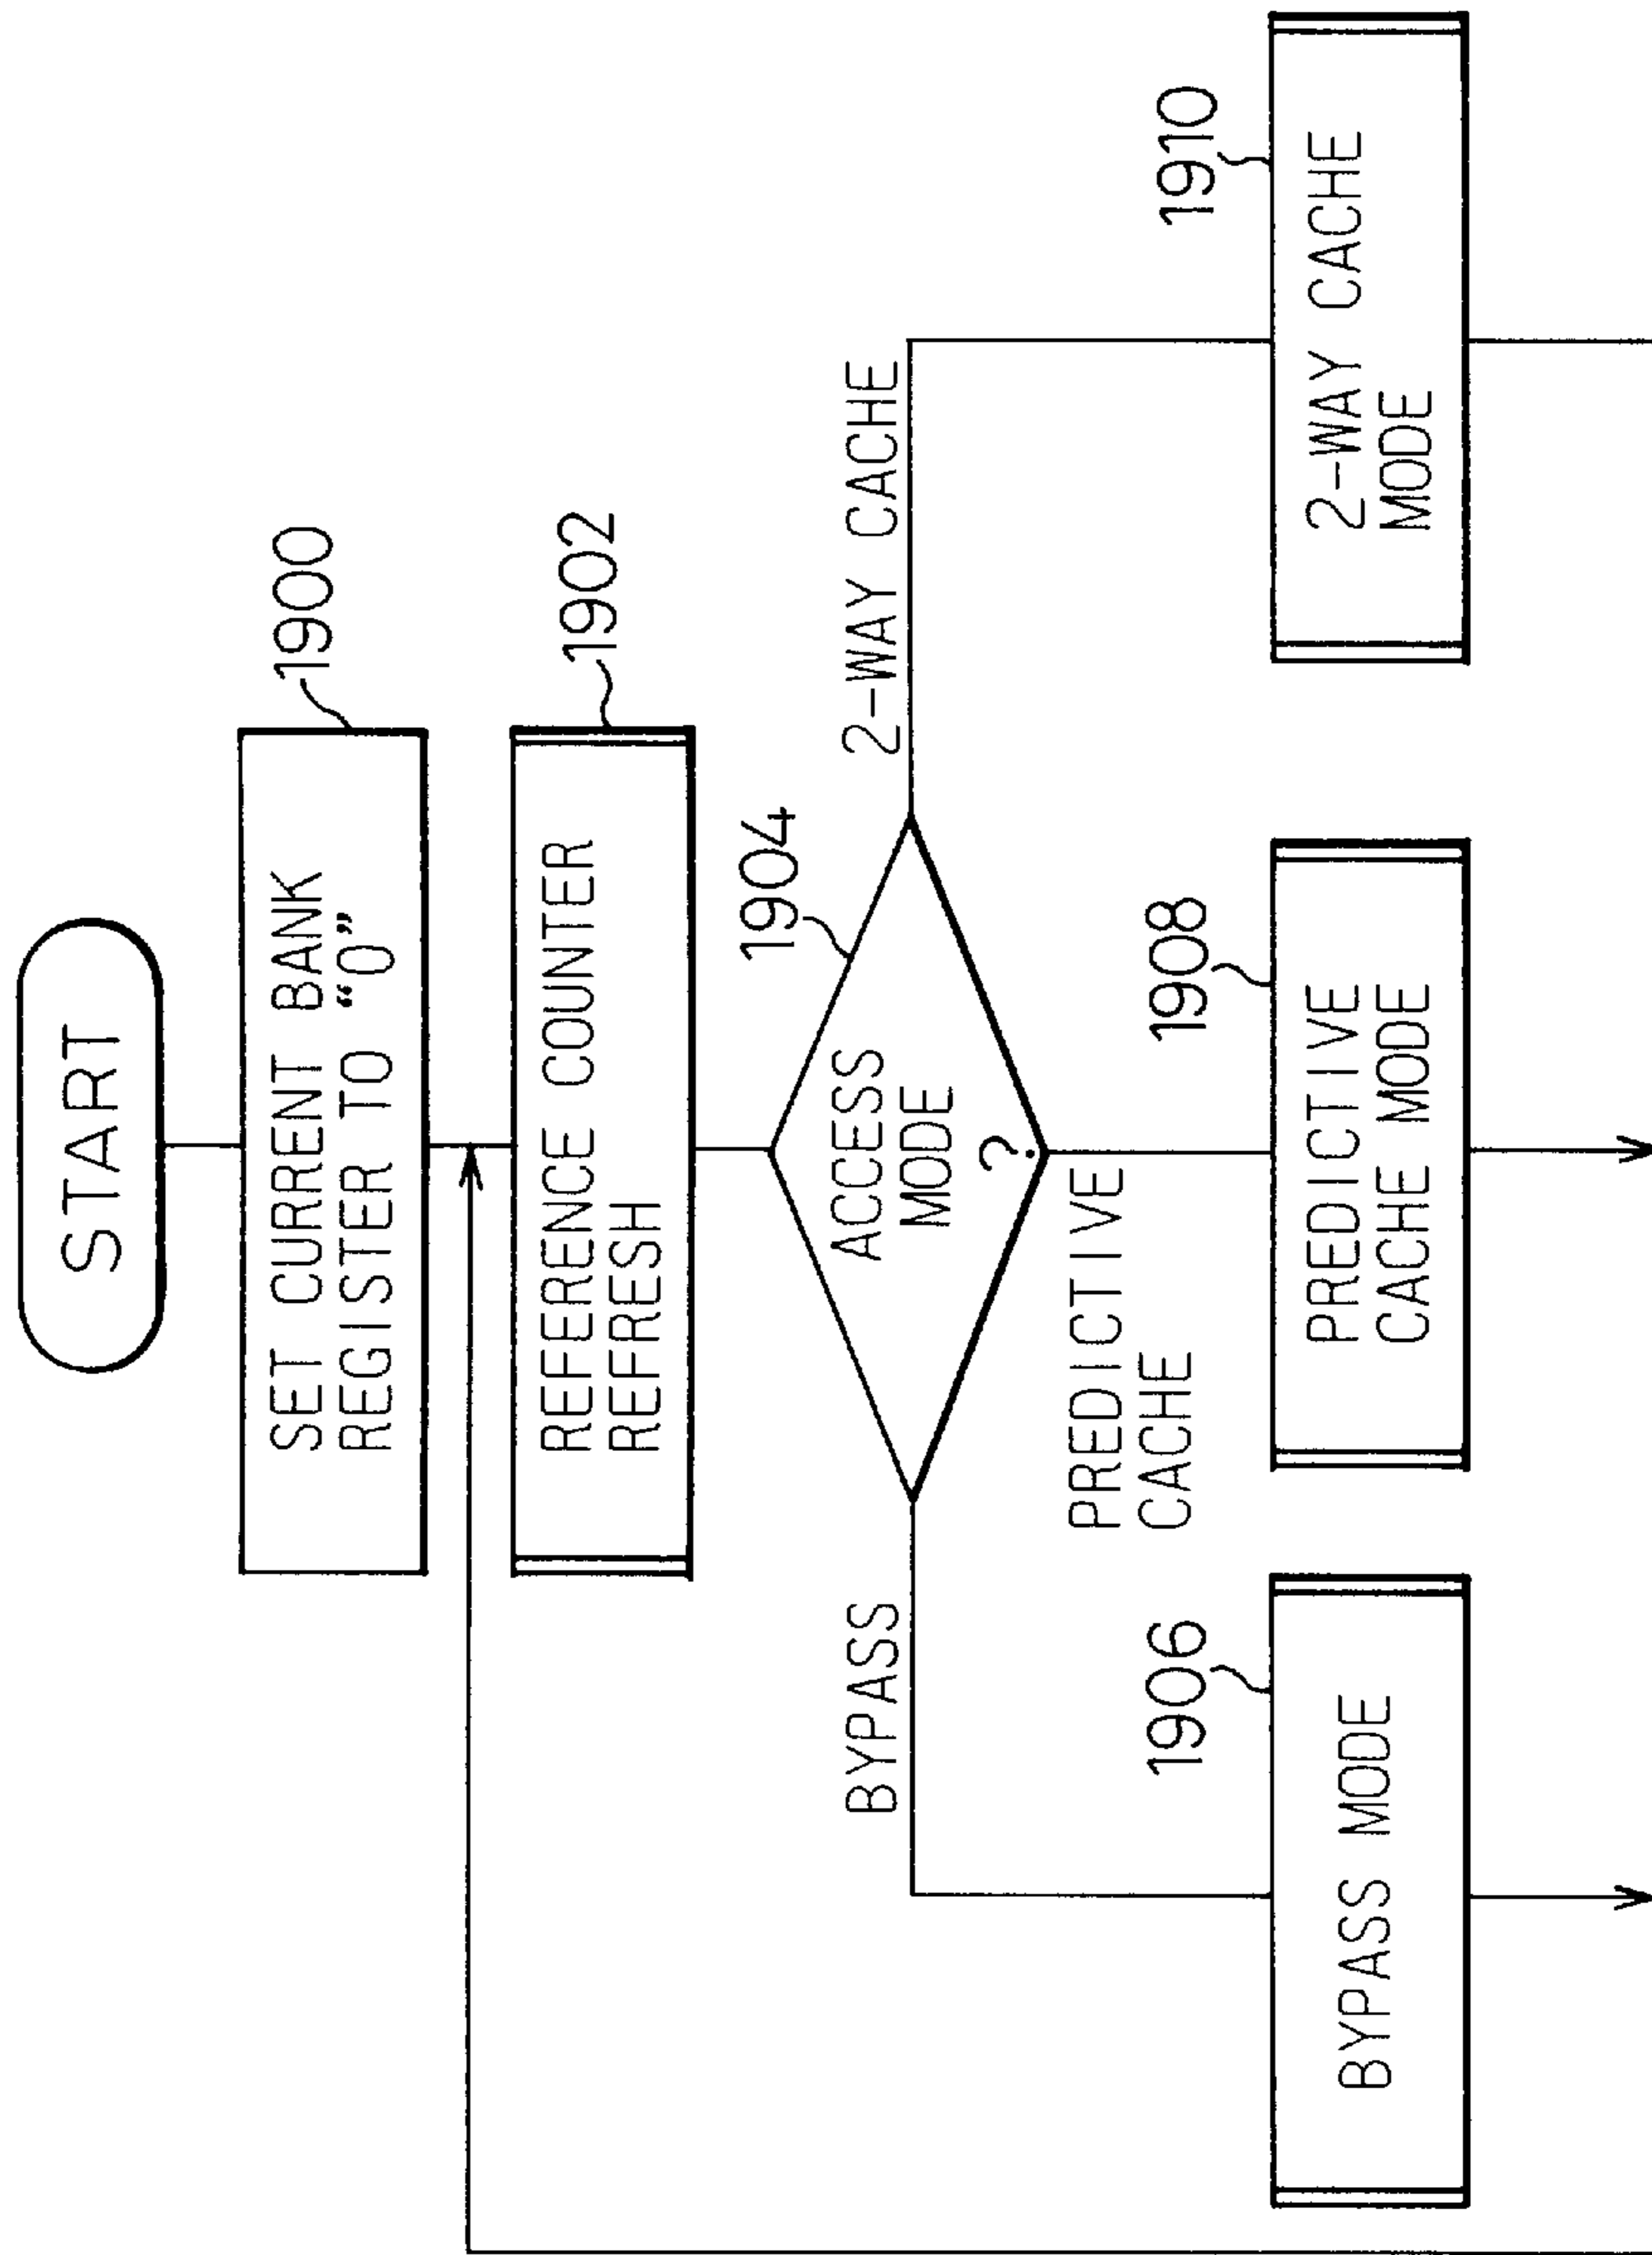 START
SET CURRENT BANK
REGISTER TO “0”
1900
REFERENCE COUNTER
REFRESH
1902
1904
ACCESS
MODE
?
BYPASS
2-WAY CACHE
PREDICTIVE
CACHE
1906
BYPASS MODE
1908
PREDICTIVE
CACHE MODE
1910
2-WAY CACHE
MODE